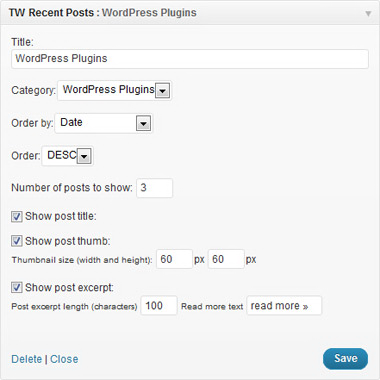 TW Recent Posts : WordPress Plugins
Title:
WordPress Plugins
Category: WordPress Plugins
Order by: Date
Order: DESC
Number of posts to show: 3
Show post title:
Show post thumb:
Thumbnail size (width and height): 60 px 60 px
Show post excerpt:
Post excerpt length (characters) 100 Read more text read more »
Delete | Close Save